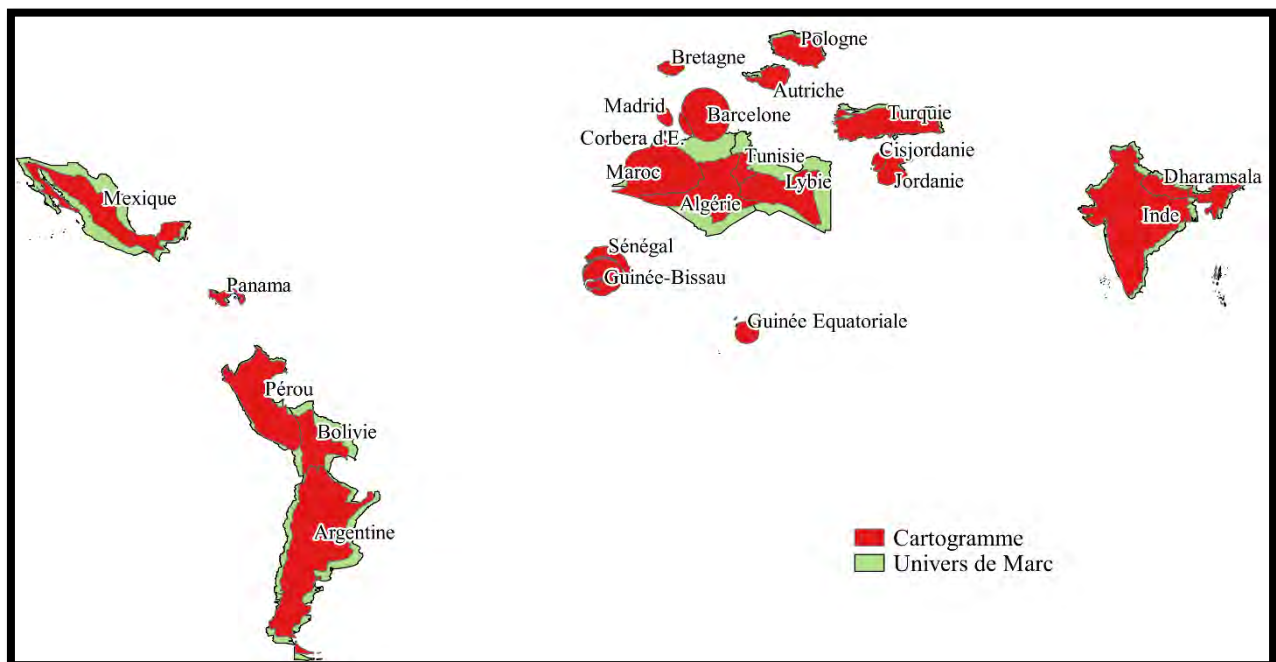 Pologne
Bretagne
Autriche
Madrid
Barcelone
Turquie
Corbera d'E.
Tunisie
Cisjordanie
Maroc
Lybie
Jordanie
Dharamsala
Mexique
Algérie
Inde
Sénégal
Guinée-Bissau
Panama
Guinée Equatoriale
Pérou
Bolivie
Argentine
Cartogramme
Univers de Marc